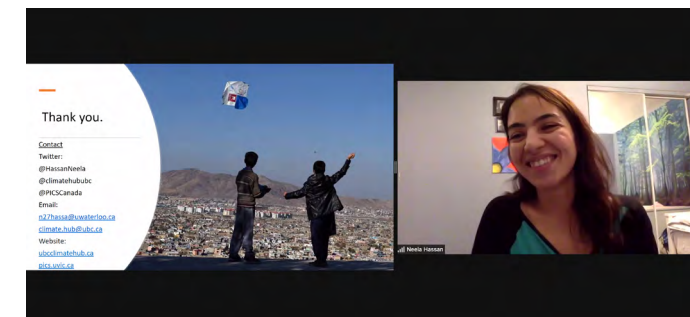 Thank you.
Contact
Twitter:
@HassanNeela
@climatehububc
@PICSCanada
Email:
n27hassa@uwaterloo.ca
climate.hub@ubc.ca
Website:
ubcclimatehub.ca
pics.uvic.ca
Neela Hassan